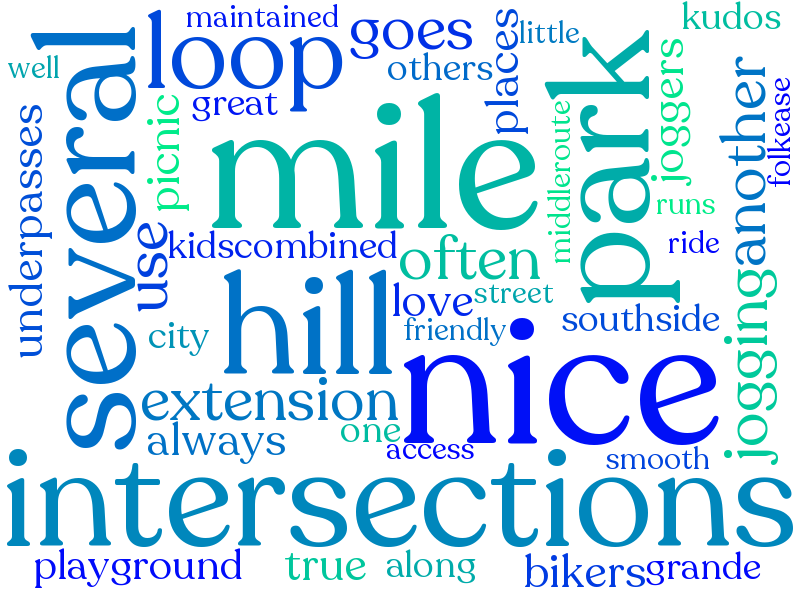 maintained
kudos
well
several
loop
goes
little
others
places
great
picnic
mile
park
joggers
another
folkease
underpasses
middleroute
runs
use
kidscombined
often
ride
hill
love
street
southside
city
friendly
nice
jogging
extension
always
one
access
smooth
intersections
playground
true
along
bikers
grande